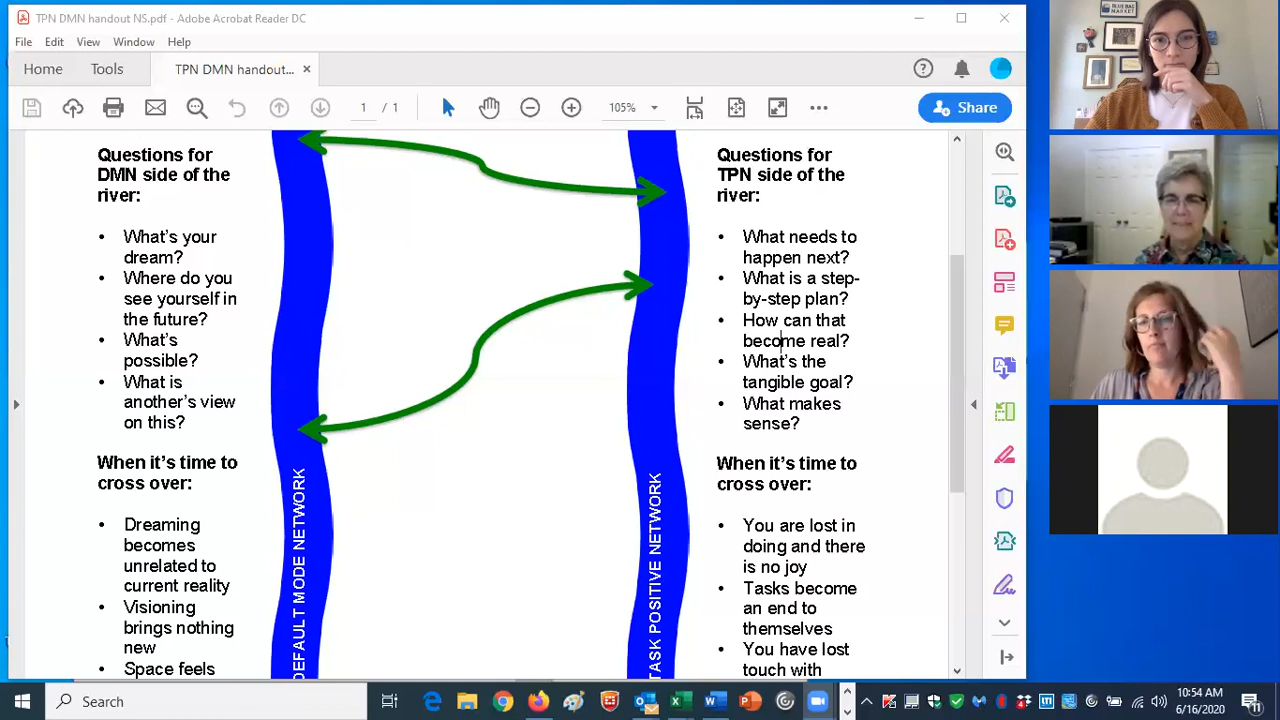 TPN DMN handout NS.pdf - Adobe Acrobat Reader DC
File Edit View Window Help
Home Tools TPN DMN handout... ×
1 / 1 105% Share
Questions for
DMN side of the
river:
• What's your
dream?
• Where do you
see yourself in
the future?
• What's
possible?
• What is
another's view
on this?
When it's time to
cross over:
• Dreaming
becomes
unrelated to
current reality
• Visioning
brings nothing
new
• Space feels
DEFAULT MODE NETWORK
TASK POSITIVE NETWORK
Questions for
TPN side of the
river:
• What needs to
happen next?
• What is a step-
by-step plan?
• How can that
become real?
• What's the
tangible goal?
• What makes
sense?
When it's time to
cross over:
• You are lost in
doing and there
is no joy
• Tasks become
an end to
themselves
• You have lost
touch with
MARKET
Search
10:54 AM
6/16/2020